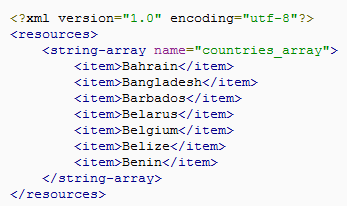 <?xml version="1.0" encoding="utf-8"?>
<resources>
    <string-array name="countries_array">
        <item>Bahrain</item>
        <item>Bangladesh</item>
        <item>Barbados</item>
        <item>Belarus</item>
        <item>Belgium</item>
        <item>Belize</item>
        <item>Benin</item>
    </string-array>
</resources>